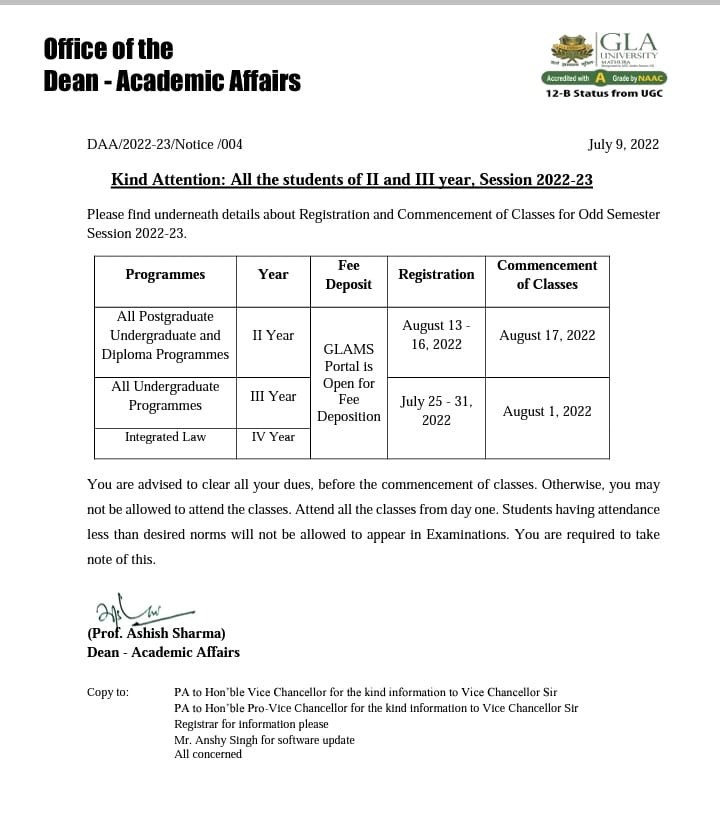 Office of the
Dean - Academic Affairs
GLA
UNIVERSITY
MATHURA
Accredited with A Grade by NAAC
12-B Status from UGC
DAA/2022-23/Notice /004 July 9, 2022
Kind Attention: All the students of II and III year, Session 2022-23
Please find underneath details about Registration and Commencement of Classes for Odd Semester
Session 2022-23.
Programmes Year Fee Deposit Registration Commencement of Classes
All Postgraduate
Undergraduate and
Diploma Programmes
II Year
GLAMS
Portal is
Open for
Fee
Deposition
August 13 -
16, 2022
August 17, 2022
All Undergraduate
Programmes
III Year
July 25 - 31,
2022
August 1, 2022
Integrated Law IV Year
You are advised to clear all your dues, before the commencement of classes. Otherwise, you may
not be allowed to attend the classes. Attend all the classes from day one. Students having attendance
less than desired norms will not be allowed to appear in Examinations. You are required to take
note of this.
(Prof. Ashish Sharma)
Dean - Academic Affairs
Copy to: PA to Hon'ble Vice Chancellor for the kind information to Vice Chancellor Sir
PA to Hon'ble Pro-Vice Chancellor for the kind information to Vice Chancellor Sir
Registrar for information please
Mr. Anshy Singh for software update
All concerned